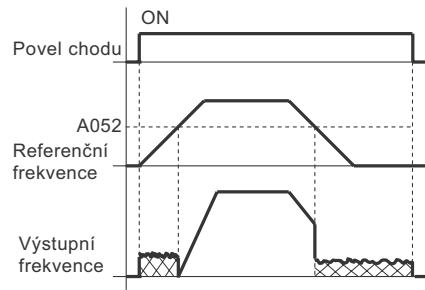 ON
Povel chodu
A052
Referenční
frekvence
Výstupní
frekvence